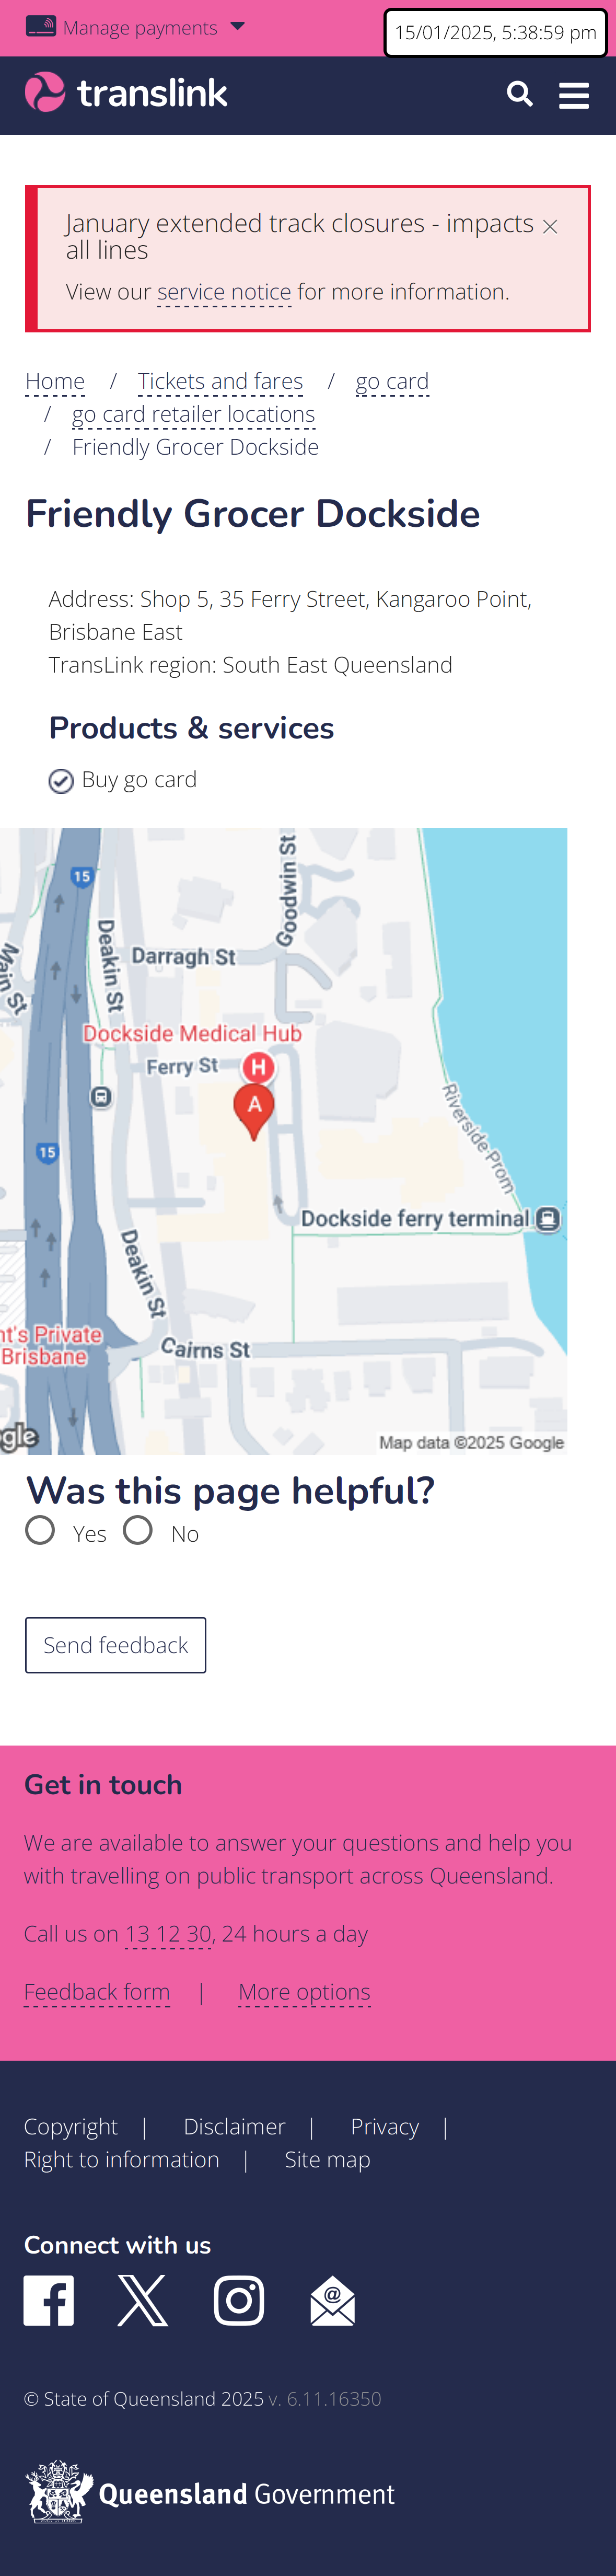 Manage payments
15/01/2025, 5:38:59 pm
translink
January extended track closures - impacts
all lines
View our service notice for more information.
Home / Tickets and fares / go card
/ go card retailer locations
/ Friendly Grocer Dockside
Friendly Grocer Dockside
Address: Shop 5, 35 Ferry Street, Kangaroo Point,
Brisbane East
TransLink region: South East Queensland
Products & services
Buy go card
15
Goodwin St
Deakin St
Darragh St
Main St
Dockside Medical Hub
Ferry St
H
A
Riverside Prom
15
Dockside ferry terminal
Deakin St
nt's Private
Brisbane
Cairns St
gle
Map data ©2025 Google
Was this page helpful?
Yes No
Send feedback
Get in touch
We are available to answer your questions and help you
with travelling on public transport across Queensland.
Call us on 13 12 30, 24 hours a day
Feedback form | More options
Copyright | Disclaimer | Privacy |
Right to information | Site map
Connect with us
© State of Queensland 2025 v. 6.11.16350
Queensland Government